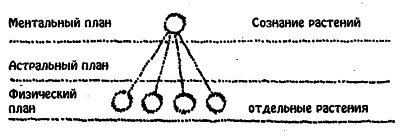 Ментальный план Сознание растений
Астральный план
Физический план отдельные растения